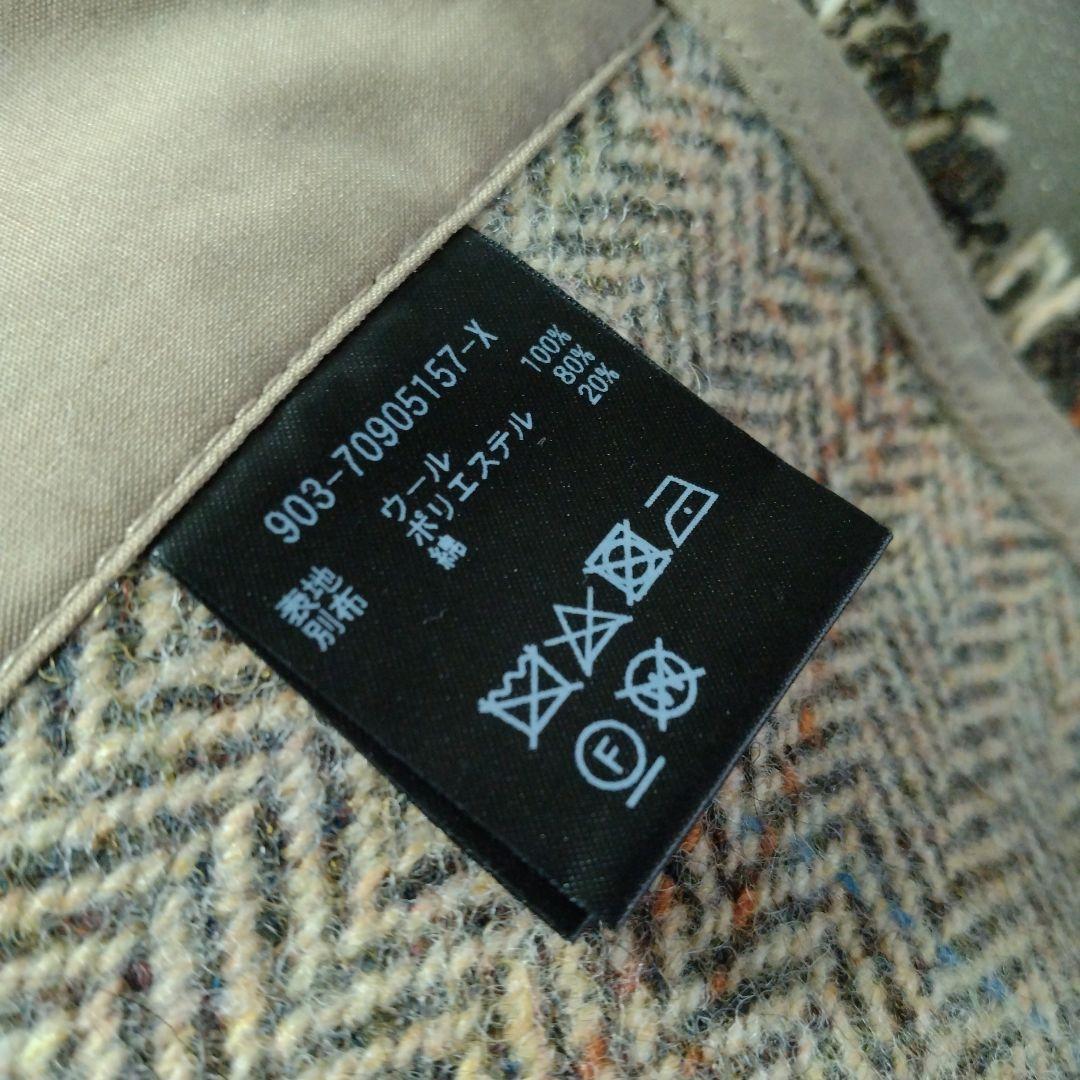 903-70905157-X
表地 ウール 100%
別布 ポリエステル 80%
綿 20%
W
F